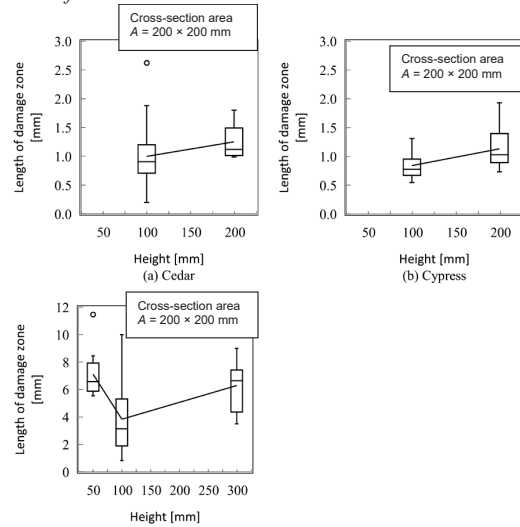 Cross-section area
A = 200 × 200 mm
Length of damage zone
[mm]
3.0
2.5
2.0
1.5
1.0
0.5
0.0
50 100 150 200
Height [mm]
(a) Cedar
Cross-section area
A = 200 × 200 mm
Length of damage zone
[mm]
3.0
2.5
2.0
1.5
1.0
0.5
0.0
50 100 150 200
Height [mm]
(b) Cypress
Cross-section area
A = 200 × 200 mm
Length of damage zone
[mm]
12
10
8
6
4
2
0
50 100 150 200 250 300
Height [mm]